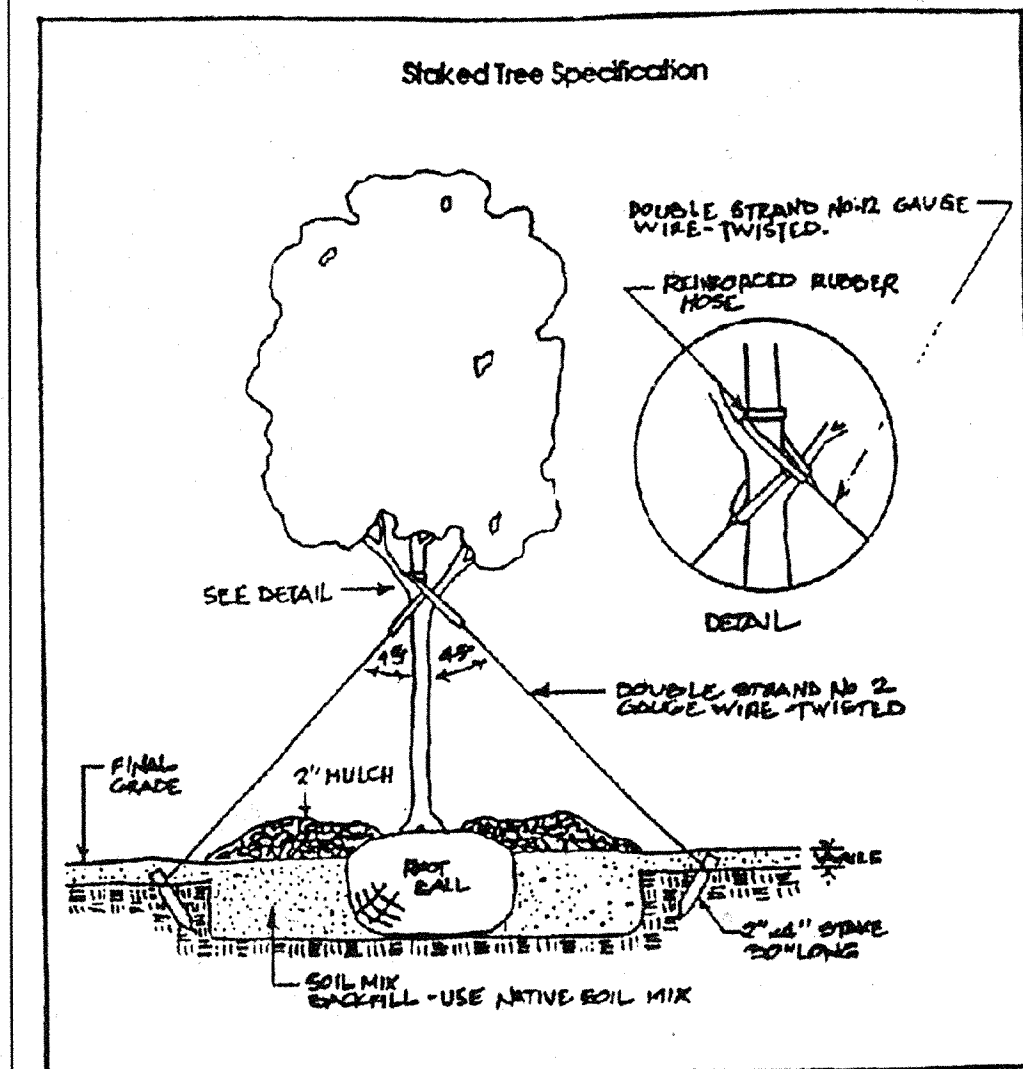 Staked Tree Specification
DOUBLE STRAND NO.12 GAUGE
WIRE-TWISTED.
REINFORCED RUBBER
HOSE
SEE DETAIL
DETAIL
45° 45°
DOUBLE STRAND NO 2
GOUGE WIRE-TWISTED
FINAL
GRADE
2" MULCH
ROOT
BALL
2"x4" STAKE
30" LONG
SOIL MIX
BACKFILL - USE NATIVE SOIL MIX